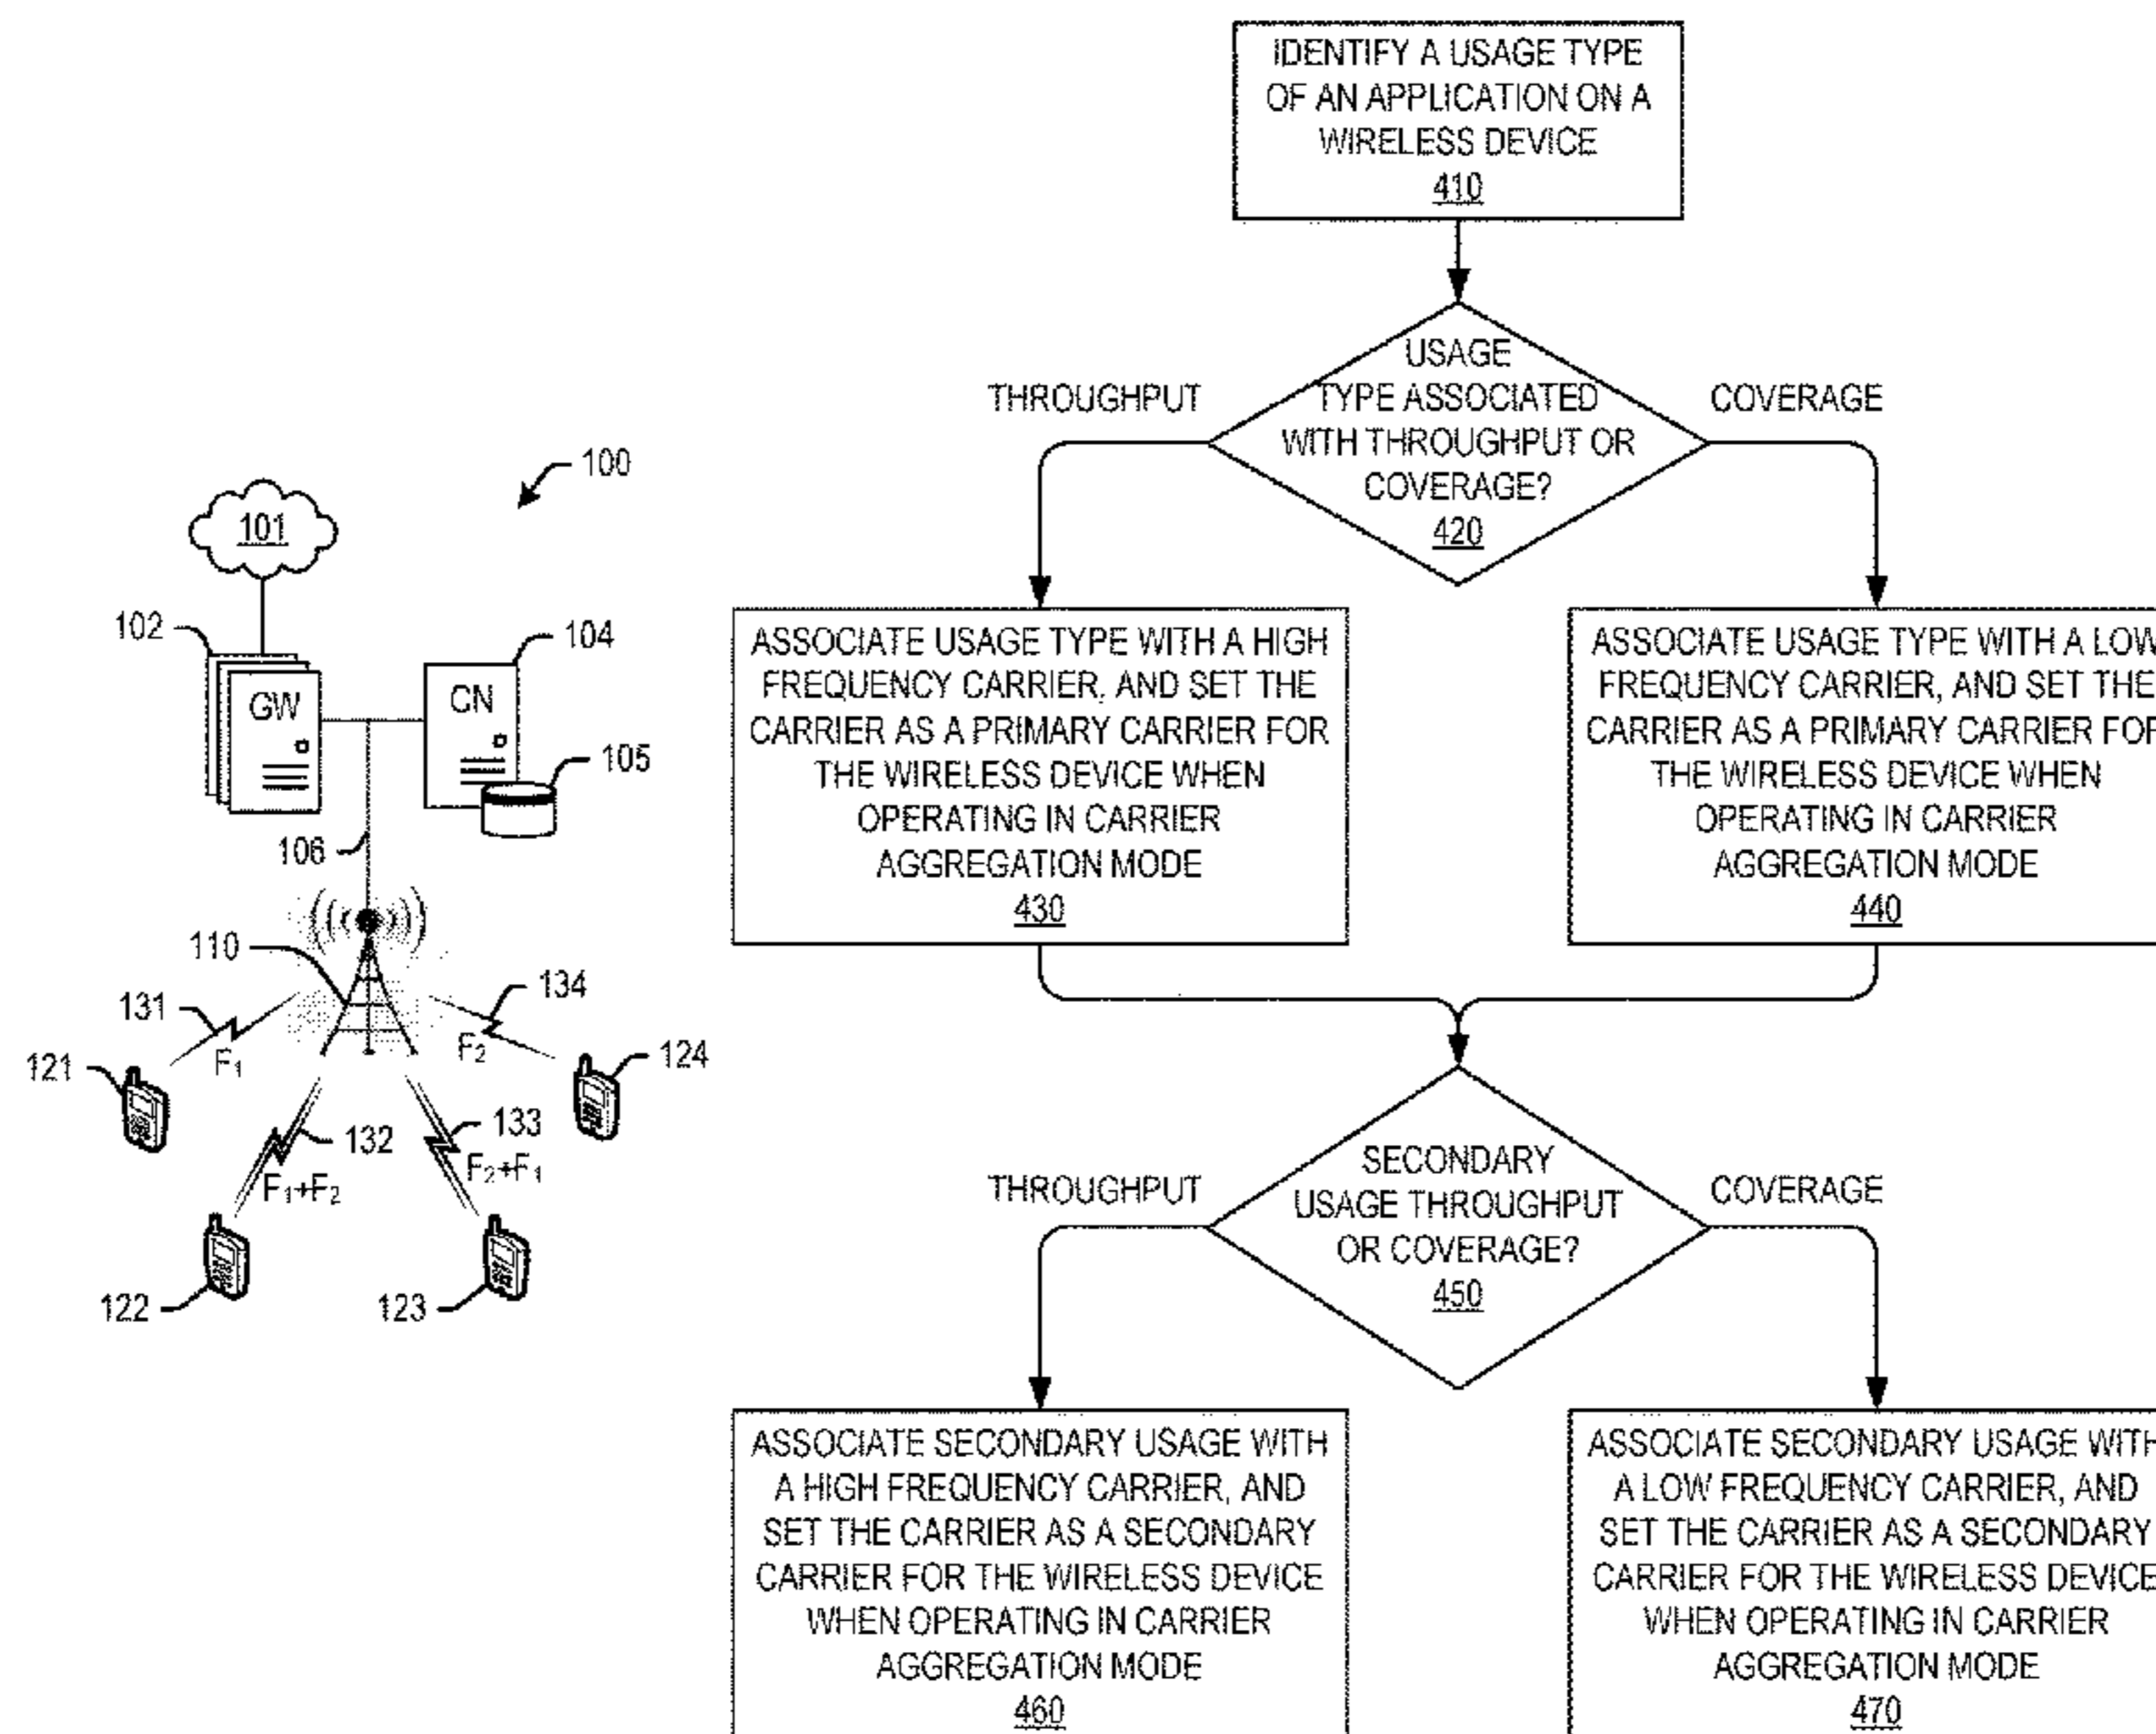 100
101
102
GW
104
CN
105
106
110
131
F₁
134
F₂
121
124
132
F₁+F₂
133
F₂+F₁
122
123
IDENTIFY A USAGE TYPE
OF AN APPLICATION ON A
WIRELESS DEVICE
410
USAGE
TYPE ASSOCIATED
WITH THROUGHPUT OR
COVERAGE?
420
THROUGHPUT
COVERAGE
ASSOCIATE USAGE TYPE WITH A HIGH
FREQUENCY CARRIER, AND SET THE
CARRIER AS A PRIMARY CARRIER FOR
THE WIRELESS DEVICE WHEN
OPERATING IN CARRIER
AGGREGATION MODE
430
ASSOCIATE USAGE TYPE WITH A LOW
FREQUENCY CARRIER, AND SET THE
CARRIER AS A PRIMARY CARRIER FOR
THE WIRELESS DEVICE WHEN
OPERATING IN CARRIER
AGGREGATION MODE
440
SECONDARY
USAGE THROUGHPUT
OR COVERAGE?
450
THROUGHPUT
COVERAGE
ASSOCIATE SECONDARY USAGE WITH
A HIGH FREQUENCY CARRIER, AND
SET THE CARRIER AS A SECONDARY
CARRIER FOR THE WIRELESS DEVICE
WHEN OPERATING IN CARRIER
AGGREGATION MODE
460
ASSOCIATE SECONDARY USAGE WITH
A LOW FREQUENCY CARRIER, AND
SET THE CARRIER AS A SECONDARY
CARRIER FOR THE WIRELESS DEVICE
WHEN OPERATING IN CARRIER
AGGREGATION MODE
470